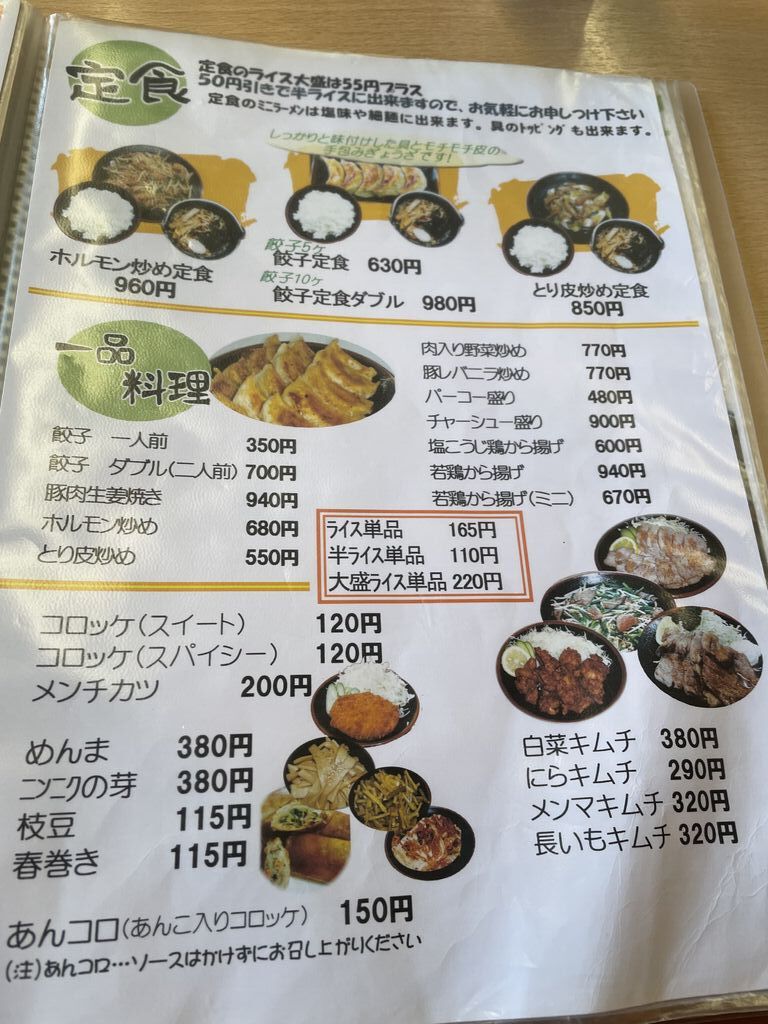 定食
定食のライス大盛は55円プラス
50円引きで半ライスに出来ますので、お気軽にお申しつけ下さい
定食のミニラーメンは塩味や細麺に出来ます。具のトッピングも出来ます。
しっかりと味付けした具とモチモチ皮の
手包みぎょうざです!
ホルモン炒め定食
960円
餃子5ヶ
餃子定食 630円
餃子10ヶ
餃子定食ダブル 980円
とり皮炒め定食
850円
一品
料理
餃子 一人前 350円
餃子 ダブル(二人前) 700円
豚肉生姜焼き 940円
ホルモン炒め 680円
とり皮炒め 550円
肉入り野菜炒め 770円
豚レバニラ炒め 770円
パーコー盛り 480円
チャーシュー盛り 900円
塩こうじ鶏から揚げ 600円
若鶏から揚げ 940円
若鶏から揚げ(ミニ) 670円
ライス単品 165円
半ライス単品 110円
大盛ライス単品 220円
コロッケ(スイート) 120円
コロッケ(スパイシー) 120円
メンチカツ 200円
めんま 380円
ニンニクの芽 380円
枝豆 115円
春巻き 115円
白菜キムチ 380円
にらキムチ 290円
メンマキムチ 320円
長いもキムチ 320円
あんコロ(あんこ入りコロッケ) 150円
(注)あんコロ…ソースはかけずにお召し上がりください